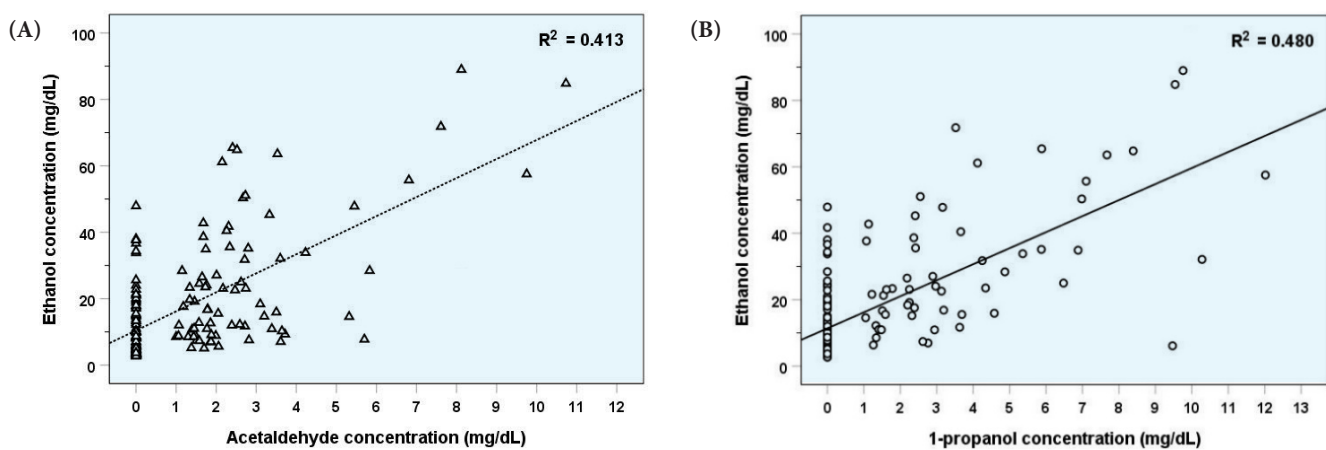 (A)
R² = 0.413
Ethanol concentration (mg/dL)
100
80
60
40
20
0
0 1 2 3 4 5 6 7 8 9 10 11 12
Acetaldehyde concentration (mg/dL)
(B)
R² = 0.480
Ethanol concentration (mg/dL)
100
80
60
40
20
0
0 1 2 3 4 5 6 7 8 9 10 11 12 13
1-propanol concentration (mg/dL)